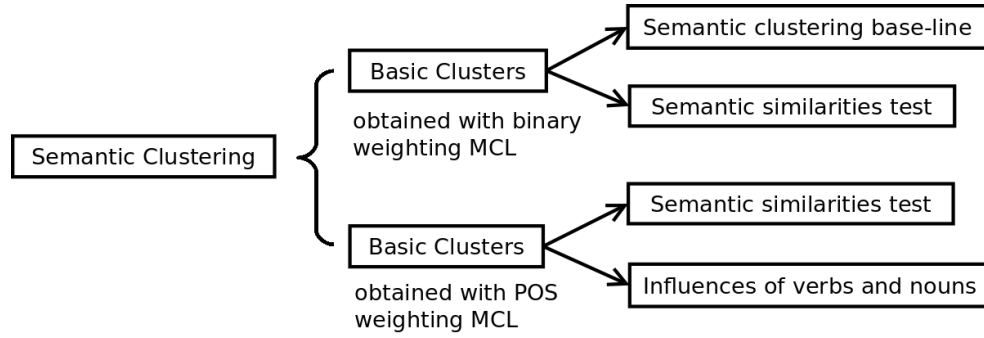 Semantic Clustering
Basic Clusters
obtained with binary
weighting MCL
Semantic clustering base-line
Semantic similarities test
Basic Clusters
obtained with POS
weighting MCL
Semantic similarities test
Influences of verbs and nouns